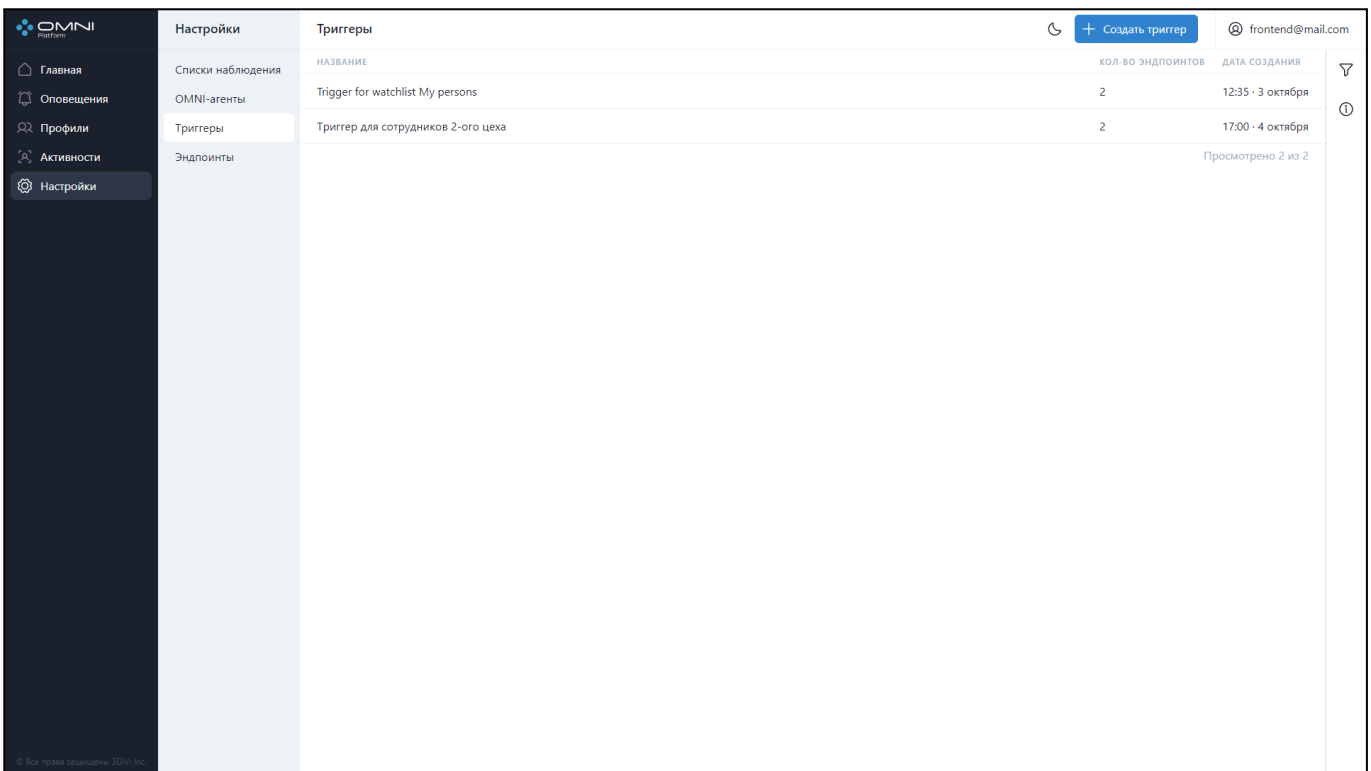 OMNI
Platform
Настройки
Триггеры
Создать триггер
frontend@mail.com
Главная
Оповещения
Профили
Активности
Настройки
Списки наблюдения
OMNI-агенты
Триггеры
Эндпоинты
НАЗВАНИЕ КОЛ-ВО ЭНДПОИНТОВ ДАТА СОЗДАНИЯ
Trigger for watchlist My persons 2 12:35 · 3 октября
Триггер для сотрудников 2-ого цеха 2 17:00 · 4 октября
Просмотрено 2 из 2
© Все права защищены 3DiVi Inc.